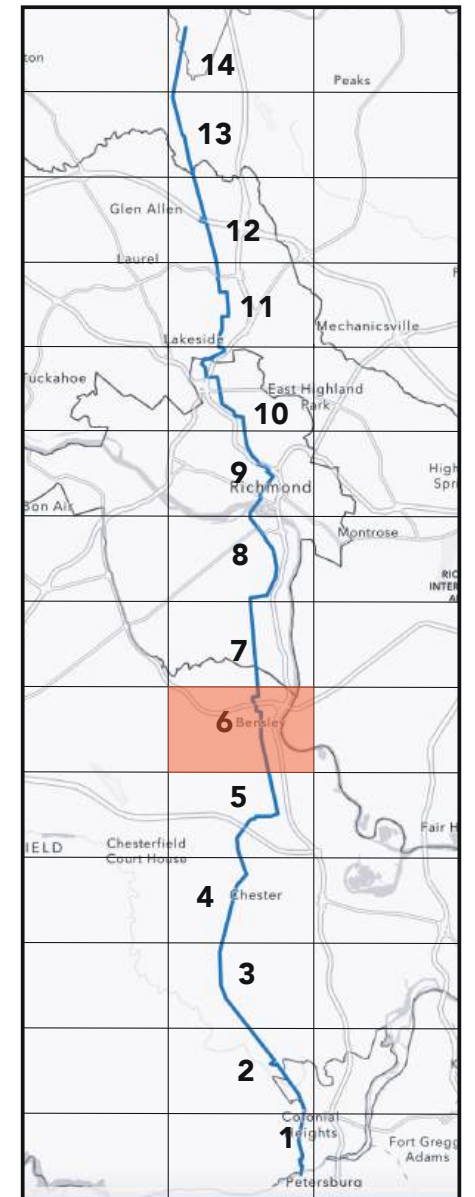 ton
14
Peaks
13
Glen Allen
12
Laurel
11
Mechanicsville
Lakeside
Tuckahoe
East Highland
Park
10
9
High
Spri
Richmond
Bon Air
Montrose
8
RIC
INTER
7
6
Bensley
5
Fair H
IELD
Chesterfield
Court House
4
Chester
3
2
Colonial
Heights
1
Fort Gregg
Adams
Petersburg